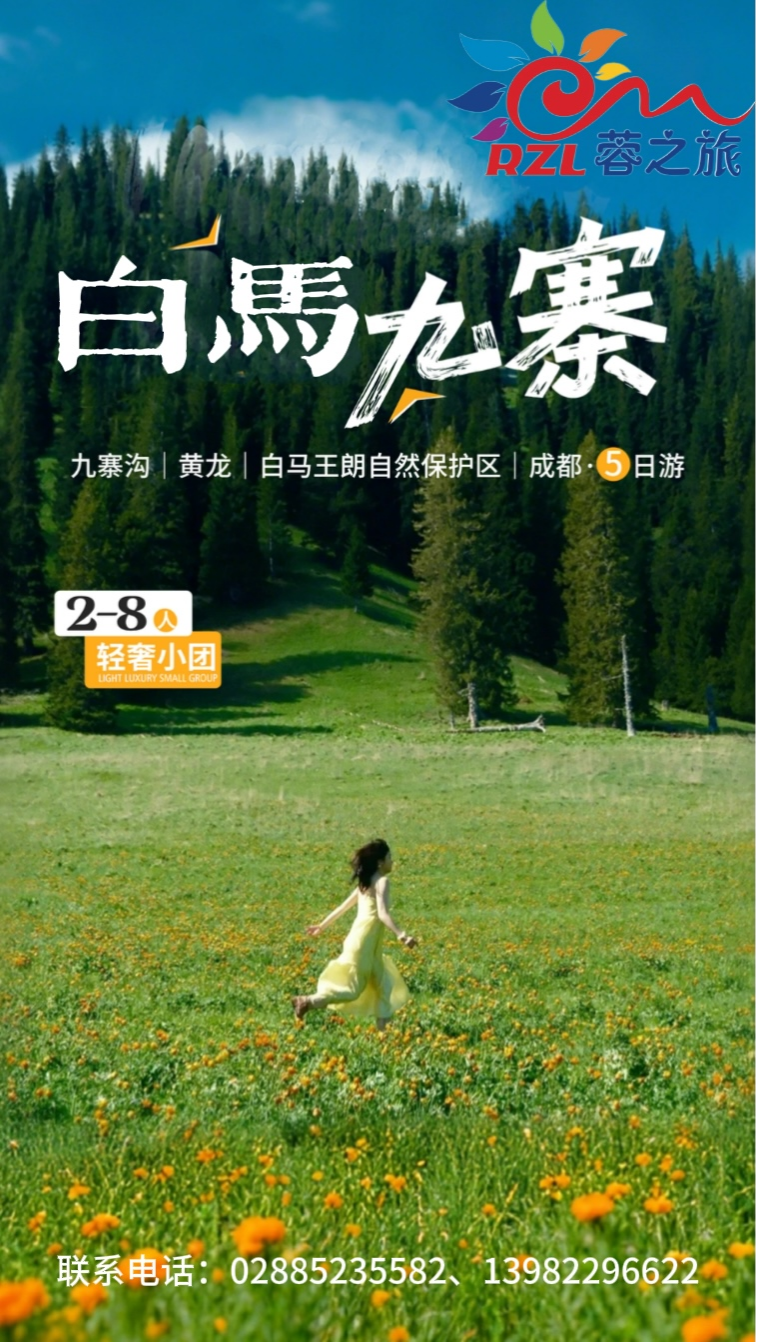 RZL 蓉之旅
白馬九寨
九寨沟｜黄龙｜白马王朗自然保护区｜成都·5日游
2-8人
轻奢小团
LIGHT LUXURY SMALL GROUP
联系电话：02885235582、13982296622